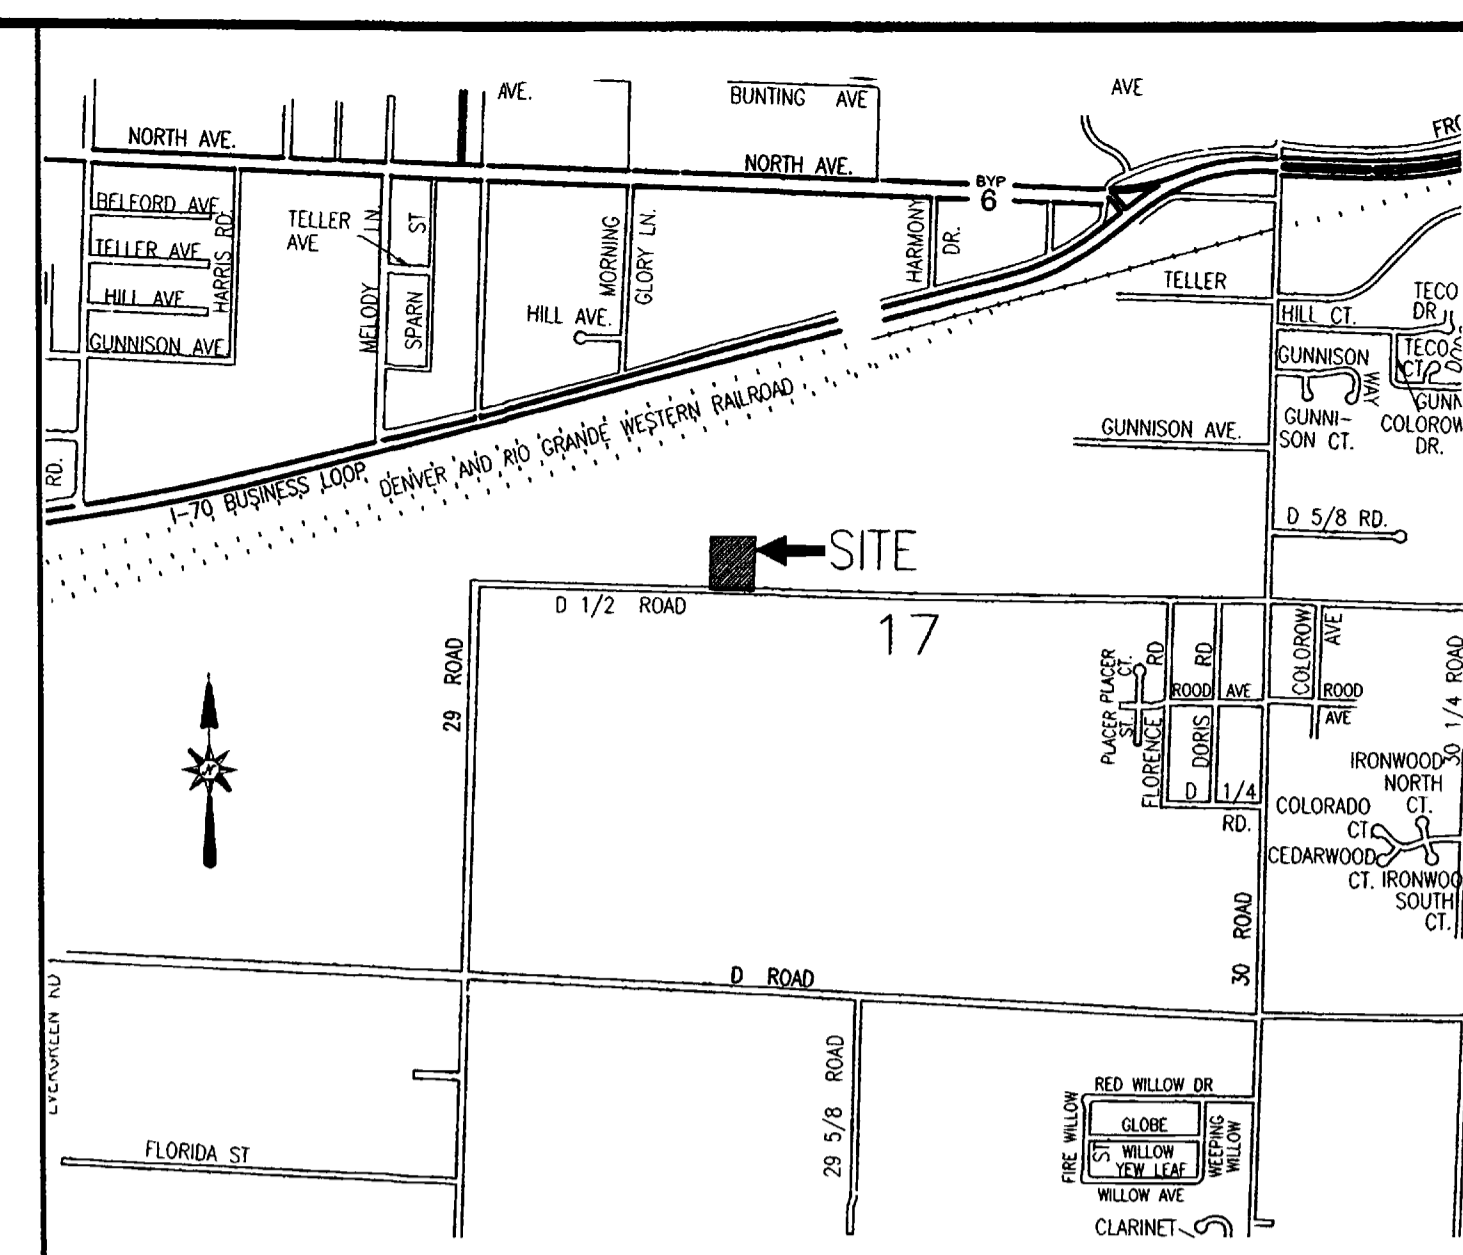 AVE.
BUNTING AVE
AVE
NORTH AVE.
NORTH AVE.
BYP
6
BELFORD AVE
HARRIS RD
TELLER AVE
HILL AVE
GUNNISON AVE
TELLER
AVE
MELODY LN
SPARN ST
MORNING
GLORY LN.
HILL AVE.
HARMONY
DR.
TELLER
HILL CT.
TECO
DR
TECO
CT
GUNNISON
WAY
GUNNI-
SON CT.
COLOROW
DR.
GUNNISON AVE.
RD.
I-70 BUSINESS LOOP
DENVER AND RIO GRANDE WESTERN RAILROAD
D 5/8 RD.
SITE
D 1/2 ROAD
17
29 ROAD
N
PLACER
CT.
PLACER
ST.
FLORENCE RD
DORIS RD
ROOD AVE
COLOROW
AVE
ROOD
AVE
D 1/4
RD.
30 1/4 ROAD
IRONWOOD
NORTH
CT.
COLORADO
CT
CEDARWOOD
CT.
IRONWOO
SOUTH
CT.
30 ROAD
D ROAD
EVERGREEN RD
29 5/8 ROAD
FLORIDA ST
RED WILLOW DR
FIRE WILLOW
ST
GLOBE
WILLOW
YEW LEAF
WEEPING
WILLOW
WILLOW AVE
CLARINET